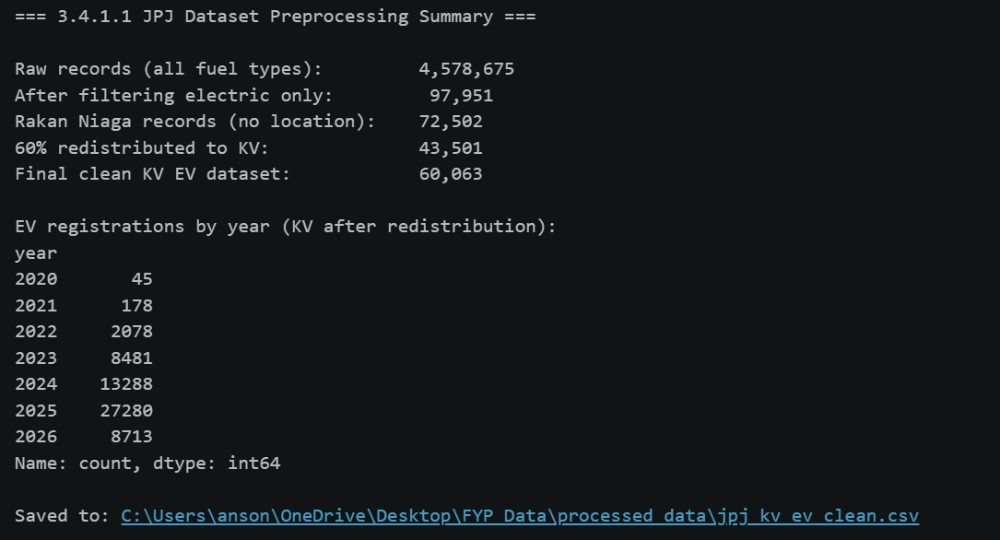 === 3.4.1.1 JPJ Dataset Preprocessing Summary ===
Raw records (all fuel types): 4,578,675
After filtering electric only: 97,951
Rakan Niaga records (no location): 72,502
60% redistributed to KV: 43,501
Final clean KV EV dataset: 60,063
EV registrations by year (KV after redistribution):
year
2020 45
2021 178
2022 2078
2023 8481
2024 13288
2025 27280
2026 8713
Name: count, dtype: int64
Saved to: C:\Users\anson\OneDrive\Desktop\FYP_Data\processed_data\jpj_kv_ev_clean.csv